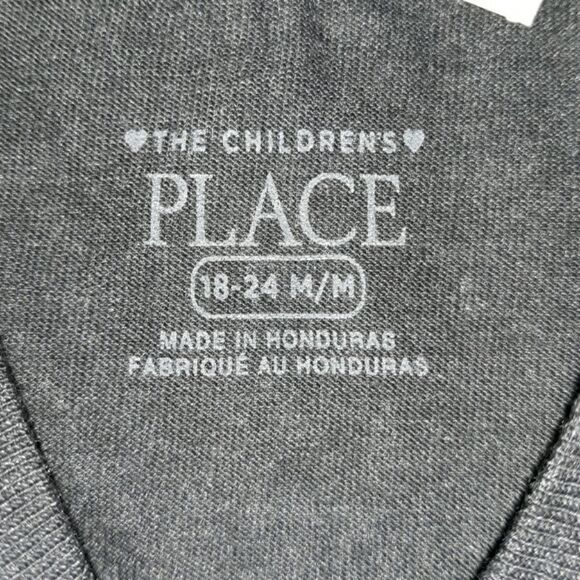 ♥THE CHILDREN'S♥
PLACE
18-24 M/M
MADE IN HONDURAS
FABRIQUÉ AU HONDURAS